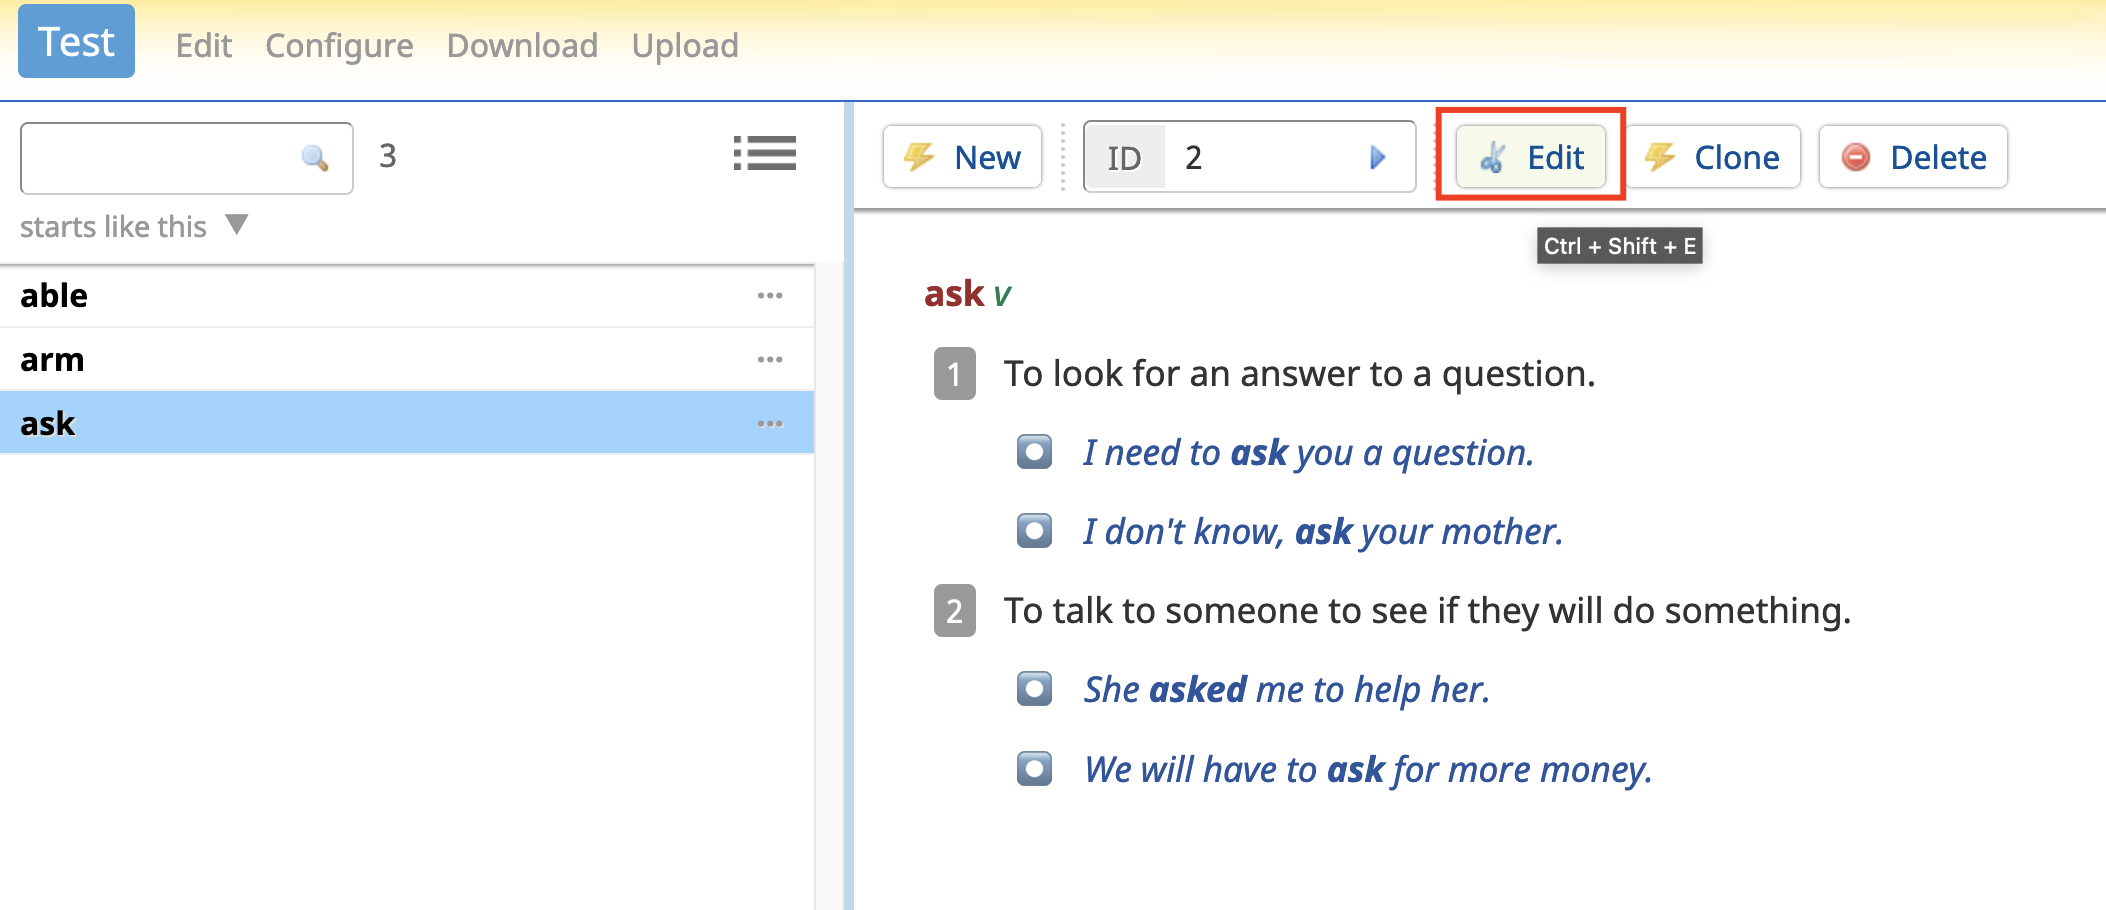 Test Edit Configure Download Upload
3
starts like this
able
arm
ask
New ID 2 Edit Clone Delete
Ctrl + Shift + E
ask v
1 To look for an answer to a question.
I need to ask you a question.
I don't know, ask your mother.
2 To talk to someone to see if they will do something.
She asked me to help her.
We will have to ask for more money.